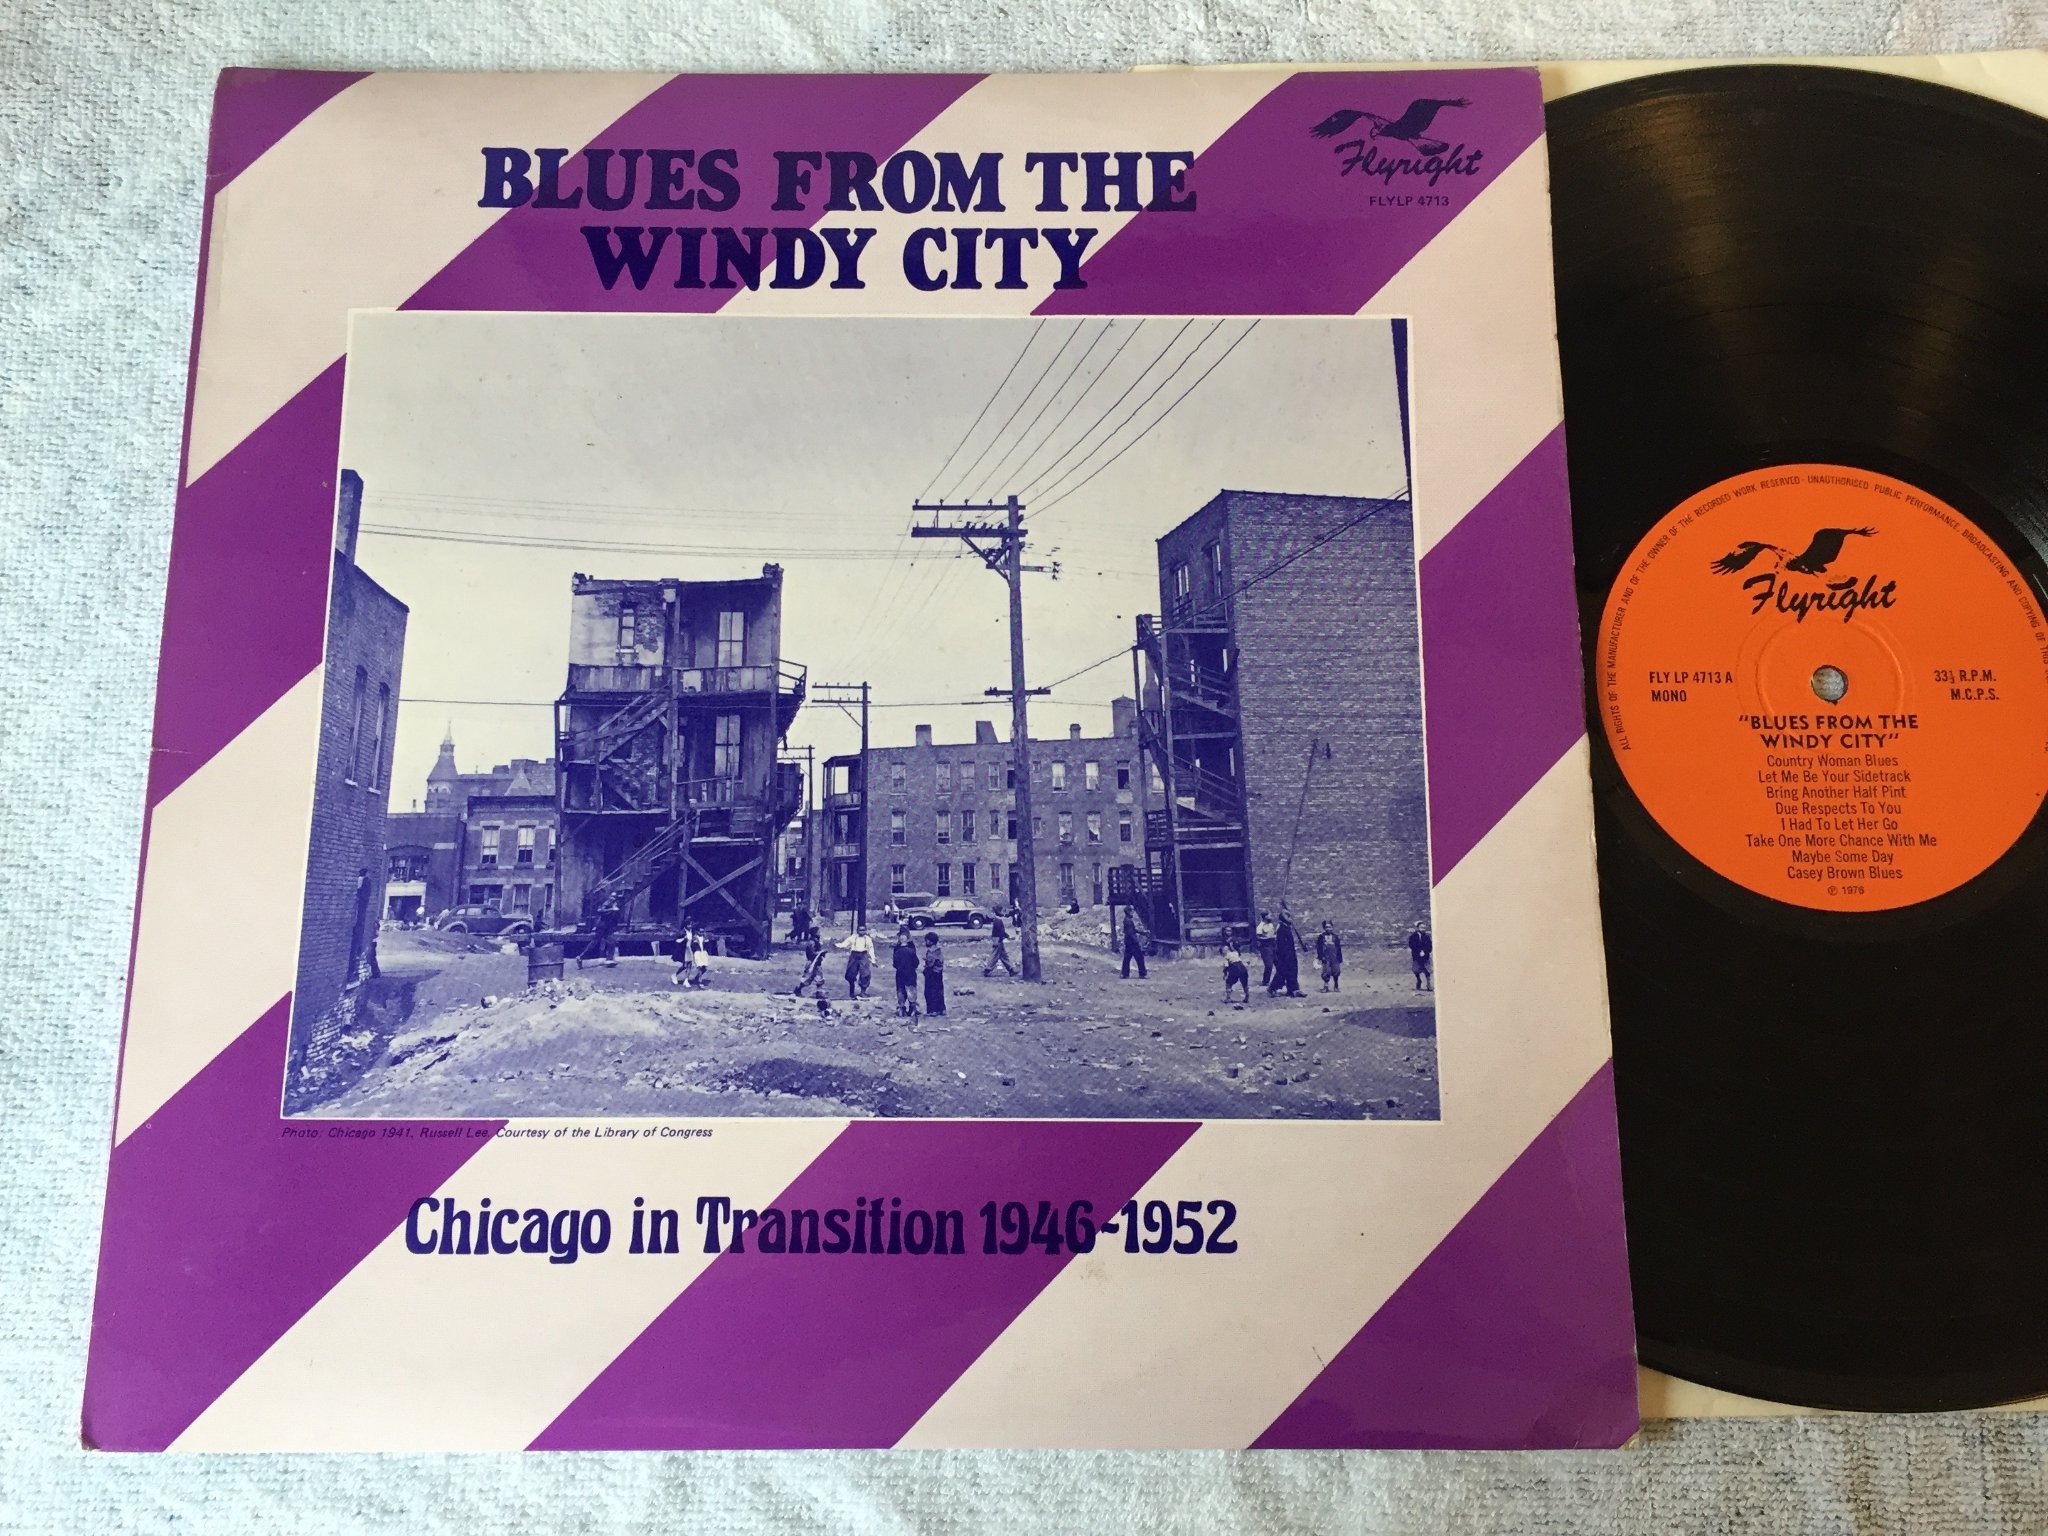 BLUES FROM THE
WINDY CITY
Flyright
FLYLP 4713
Photo: Chicago 1941, Russell Lee. Courtesy of the Library of Congress
Chicago in Transition 1946-1952
ALL RIGHTS OF THE MANUFACTURER AND OF THE OWNER OF THE RECORDED WORK RESERVED · UNAUTHORISED PUBLIC PERFORMANCE, BROADCASTING AND COPYING OF
Flyright
FLY LP 4713 A
MONO
33⅓ R.P.M.
M.C.P.S.
"BLUES FROM THE
WINDY CITY"
Country Woman Blues
Let Me Be Your Sidetrack
Bring Another Half Pint
Due Respects To You
I Had To Let Her Go
Take One More Chance With Me
Maybe Some Day
Casey Brown Blues
℗ 1976